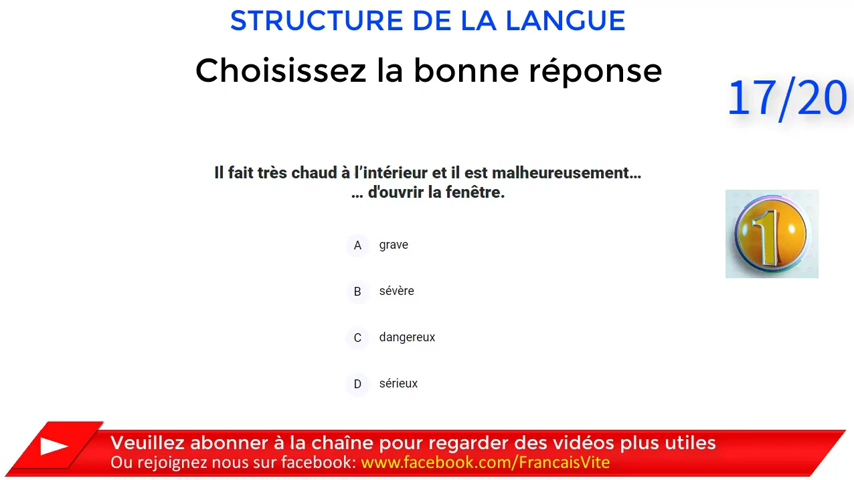 STRUCTURE DE LA LANGUE
Choisissez la bonne réponse
17/20
Il fait très chaud à l'intérieur et il est malheureusement...
... d'ouvrir la fenêtre.
1
A grave
B sévère
C dangereux
D sérieux
Veuillez abonner à la chaîne pour regarder des vidéos plus utiles
Ou rejoignez nous sur facebook: www.facebook.com/FrancaisVite